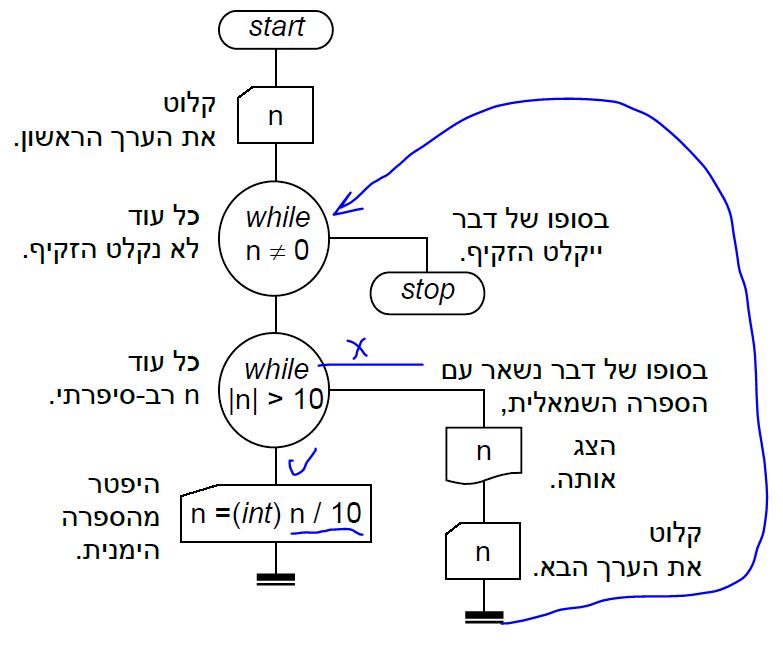 start
קלוט
את הערך הראשון.
n
כל עוד
לא נקלט הזקיף.
while
n ≠ 0
בסופו של דבר
ייקלט הזקיף.
stop
כל עוד
n רב-סיפרתי.
while
|n| > 10
x
בסופו של דבר נשאר עם
הספרה השמאלית,
n
הצג
אותה.
היפטר
מהספרה
הימנית.
n =(int) n / 10
n
קלוט
את הערך הבא.